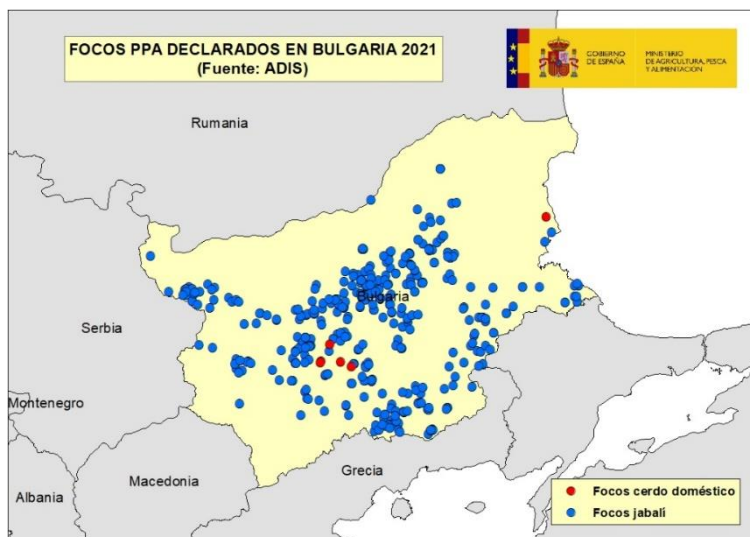 FOCOS PPA DECLARADOS EN BULGARIA 2021
(Fuente: ADIS)
GOBIERNO
DE ESPAÑA
MINISTERIO
DE AGRICULTURA, PESCA
Y ALIMENTACIÓN
Rumania
Bulgaria
Serbia
Montenegro
Macedonia
Grecia
Albania
Focos cerdo doméstico
Focos jabalí